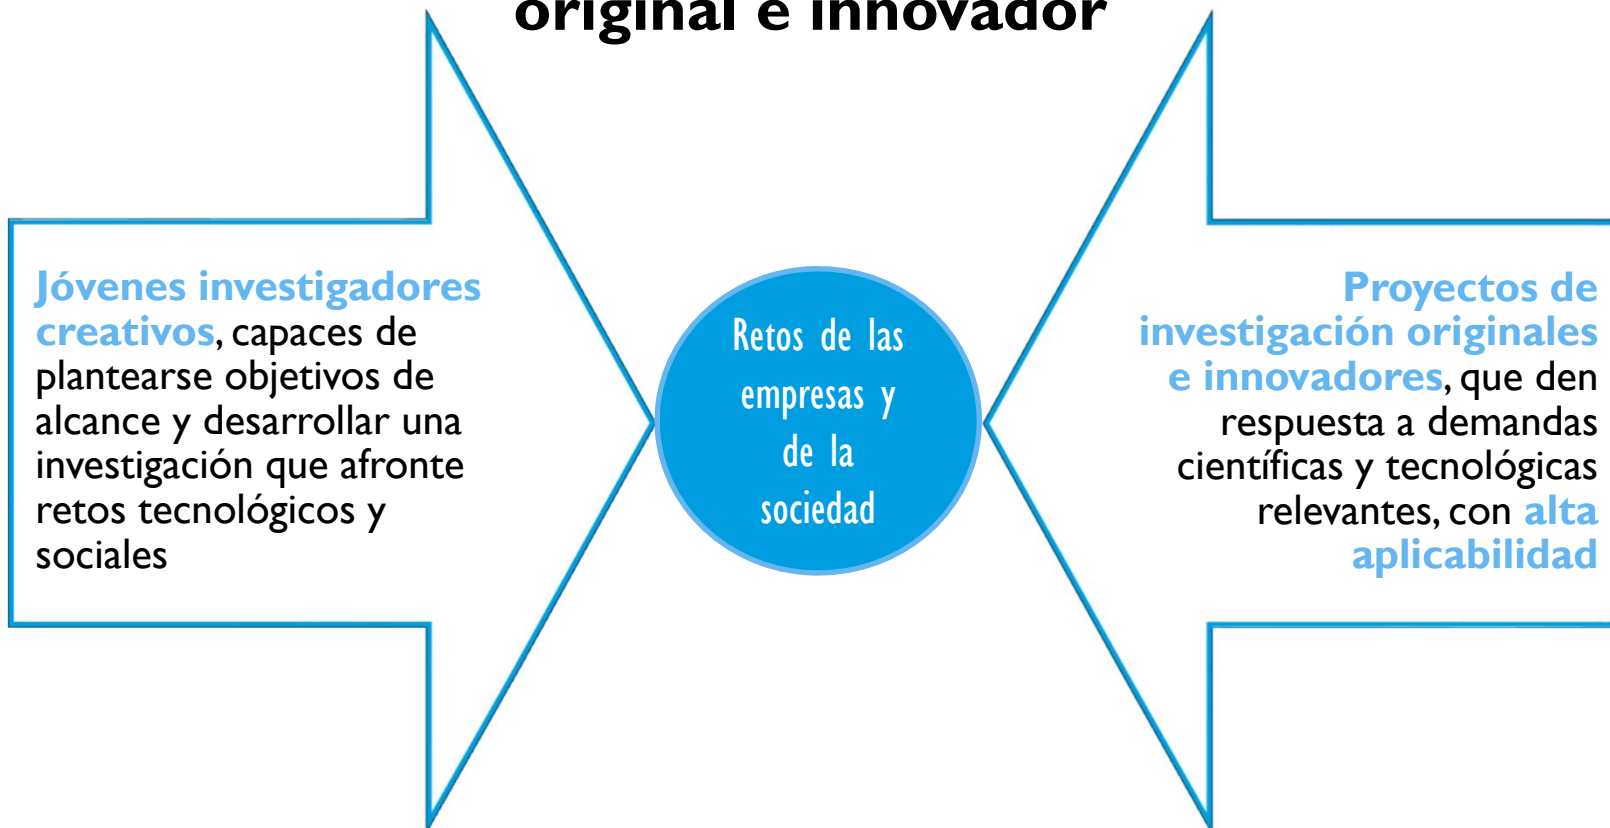 original e innovador
Jóvenes investigadores
creativos, capaces de
plantearse objetivos de
alcance y desarrollar una
investigación que afronte
retos tecnológicos y
sociales
Retos de las
empresas y
de la
sociedad
Proyectos de
investigación originales
e innovadores, que den
respuesta a demandas
científicas y tecnológicas
relevantes, con alta
aplicabilidad